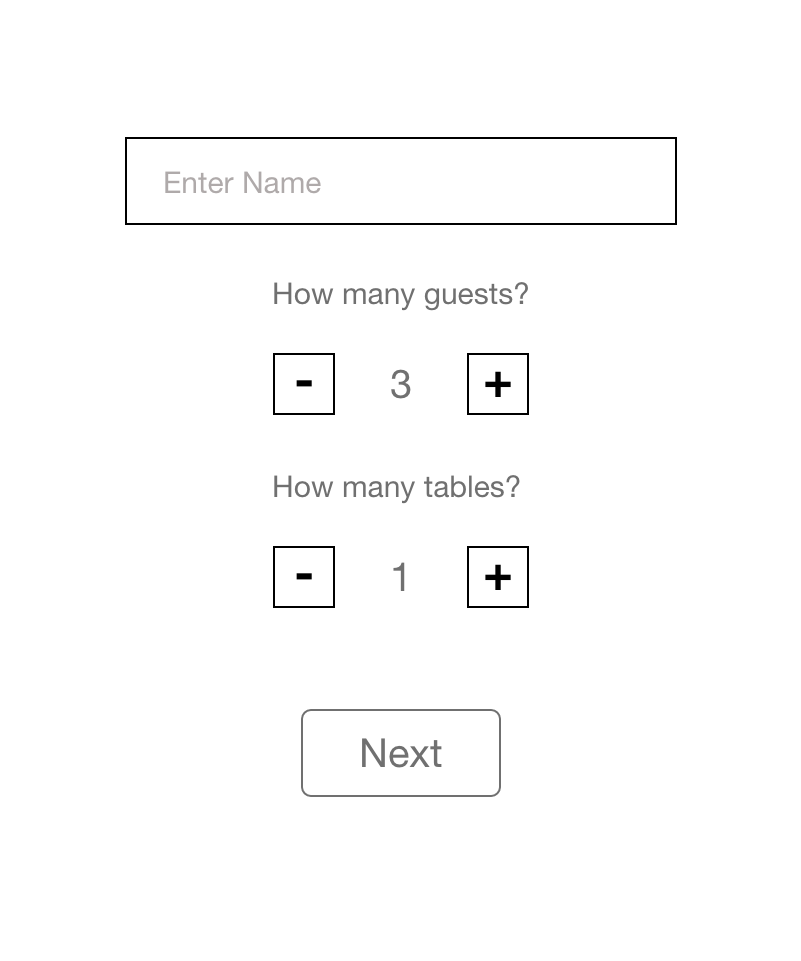 Enter Name
How many guests?
- 3 +
How many tables?
- 1 +
Next